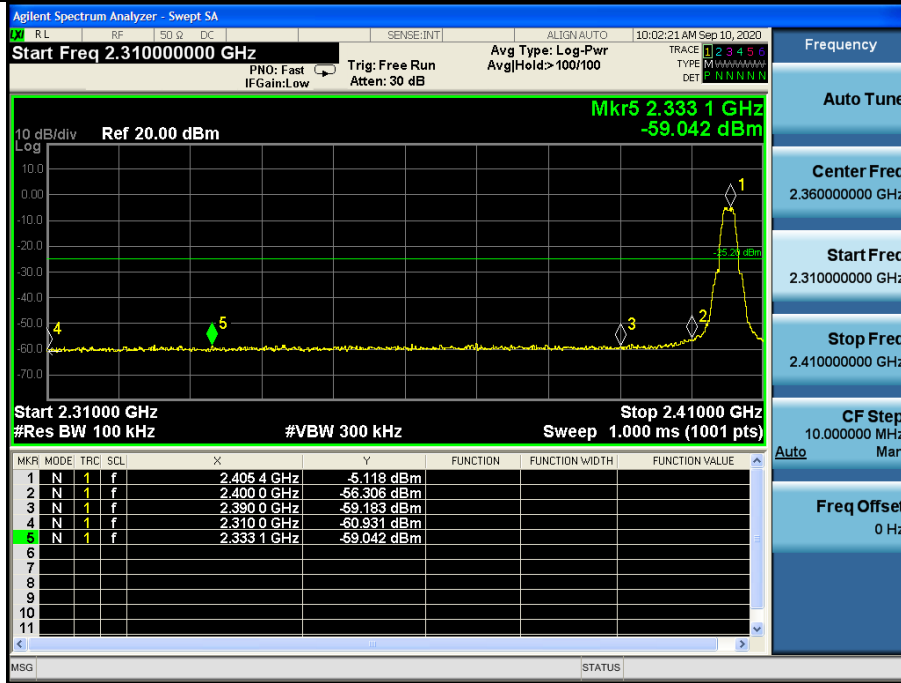 Agilent Spectrum Analyzer - Swept SA
LXI RL RF 50 Ω DC SENSE:INT ALIGN AUTO 10:02:21 AM Sep 10, 2020
Start Freq 2.310000000 GHz
PNO: Fast
IFGain:Low
Trig: Free Run
Atten: 30 dB
Avg Type: Log-Pwr
Avg|Hold:>100/100
TRACE 1 2 3 4 5 6
TYPE M WWWWW
DET P N N N N N
Mkr5 2.333 1 GHz
-59.042 dBm
10 dB/div Ref 20.00 dBm
Log
10.0
0.00
-10.0
-20.0
-30.0
-40.0
-50.0
-60.0
-70.0
-25.20 dBm
1
2
3
4
5
Start 2.31000 GHz Stop 2.41000 GHz
#Res BW 100 kHz #VBW 300 kHz Sweep 1.000 ms (1001 pts)
MKR MODE TRC SCL X Y FUNCTION FUNCTION WIDTH FUNCTION VALUE
1 N 1 f 2.405 4 GHz -5.118 dBm
2 N 1 f 2.400 0 GHz -56.306 dBm
3 N 1 f 2.390 0 GHz -59.183 dBm
4 N 1 f 2.310 0 GHz -60.931 dBm
5 N 1 f 2.333 1 GHz -59.042 dBm
6
7
8
9
10
11
MSG STATUS
Frequency
Auto Tune
Center Freq
2.360000000 GHz
Start Freq
2.310000000 GHz
Stop Freq
2.410000000 GHz
CF Step
10.000000 MHz
Auto Man
Freq Offset
0 Hz